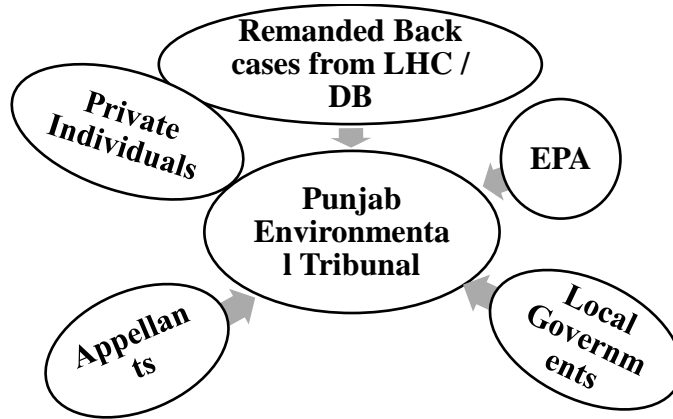 Remanded Back
cases from LHC /
DB
Private
Individuals
EPA
Punjab
Environmenta
l Tribunal
Appellan
ts
Local
Governm
ents